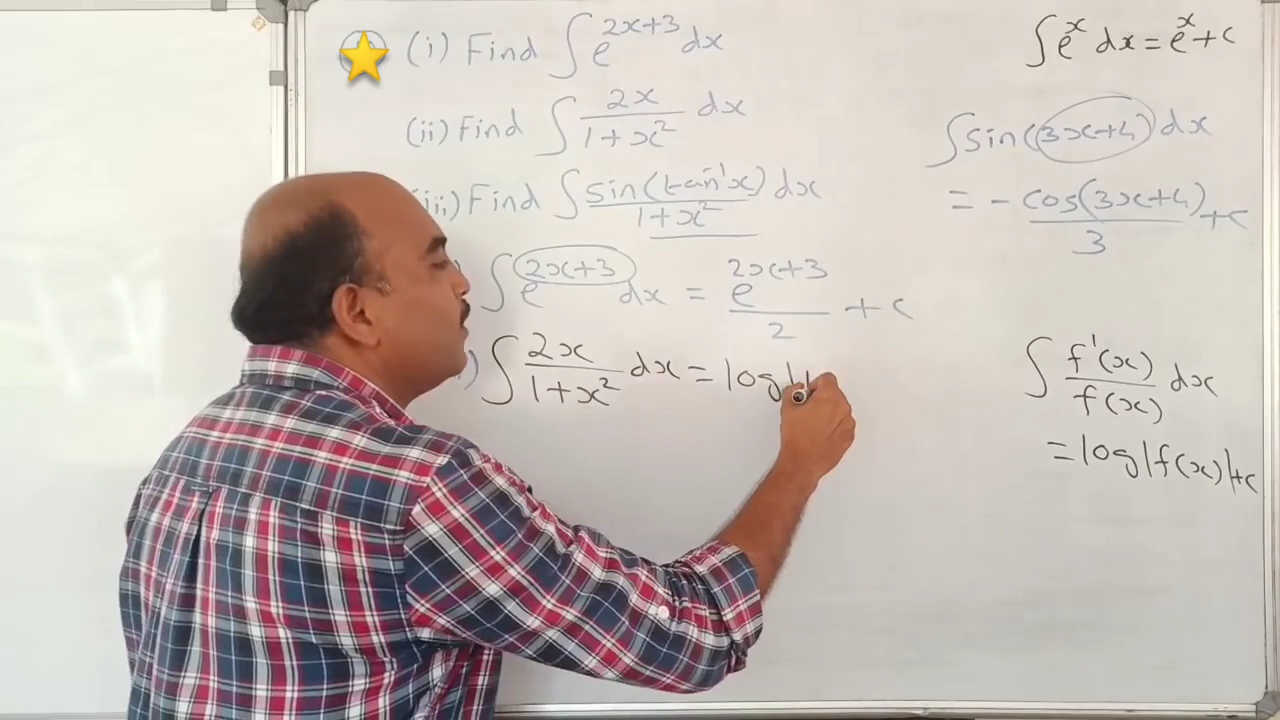 (i) Find ∫ e^{2x+3} dx
(ii) Find ∫ 2x/(1+x²) dx
ii) Find ∫ sin(tan⁻¹x)/(1+x²) dx
∫ e^{2x+3} dx = e^{2x+3}/2 + c
) ∫ 2x/(1+x²) dx = log|1
∫ e^x dx = e^x + c
∫ sin(3x+4) dx
= - cos(3x+4)/3 + c
∫ f'(x)/f(x) dx
= log|f(x)| + c